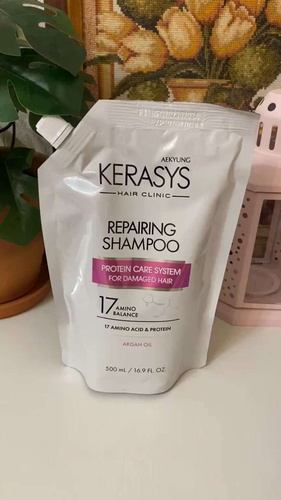 AEKYUNG
KERASYS
HAIR CLINIC
REPAIRING
SHAMPOO
PROTEIN CARE SYSTEM
FOR DAMAGED HAIR
17 AMINO
BALANCE
17 AMINO ACID & PROTEIN
ARGAN OIL
500 mL / 16.9 FL. OZ.